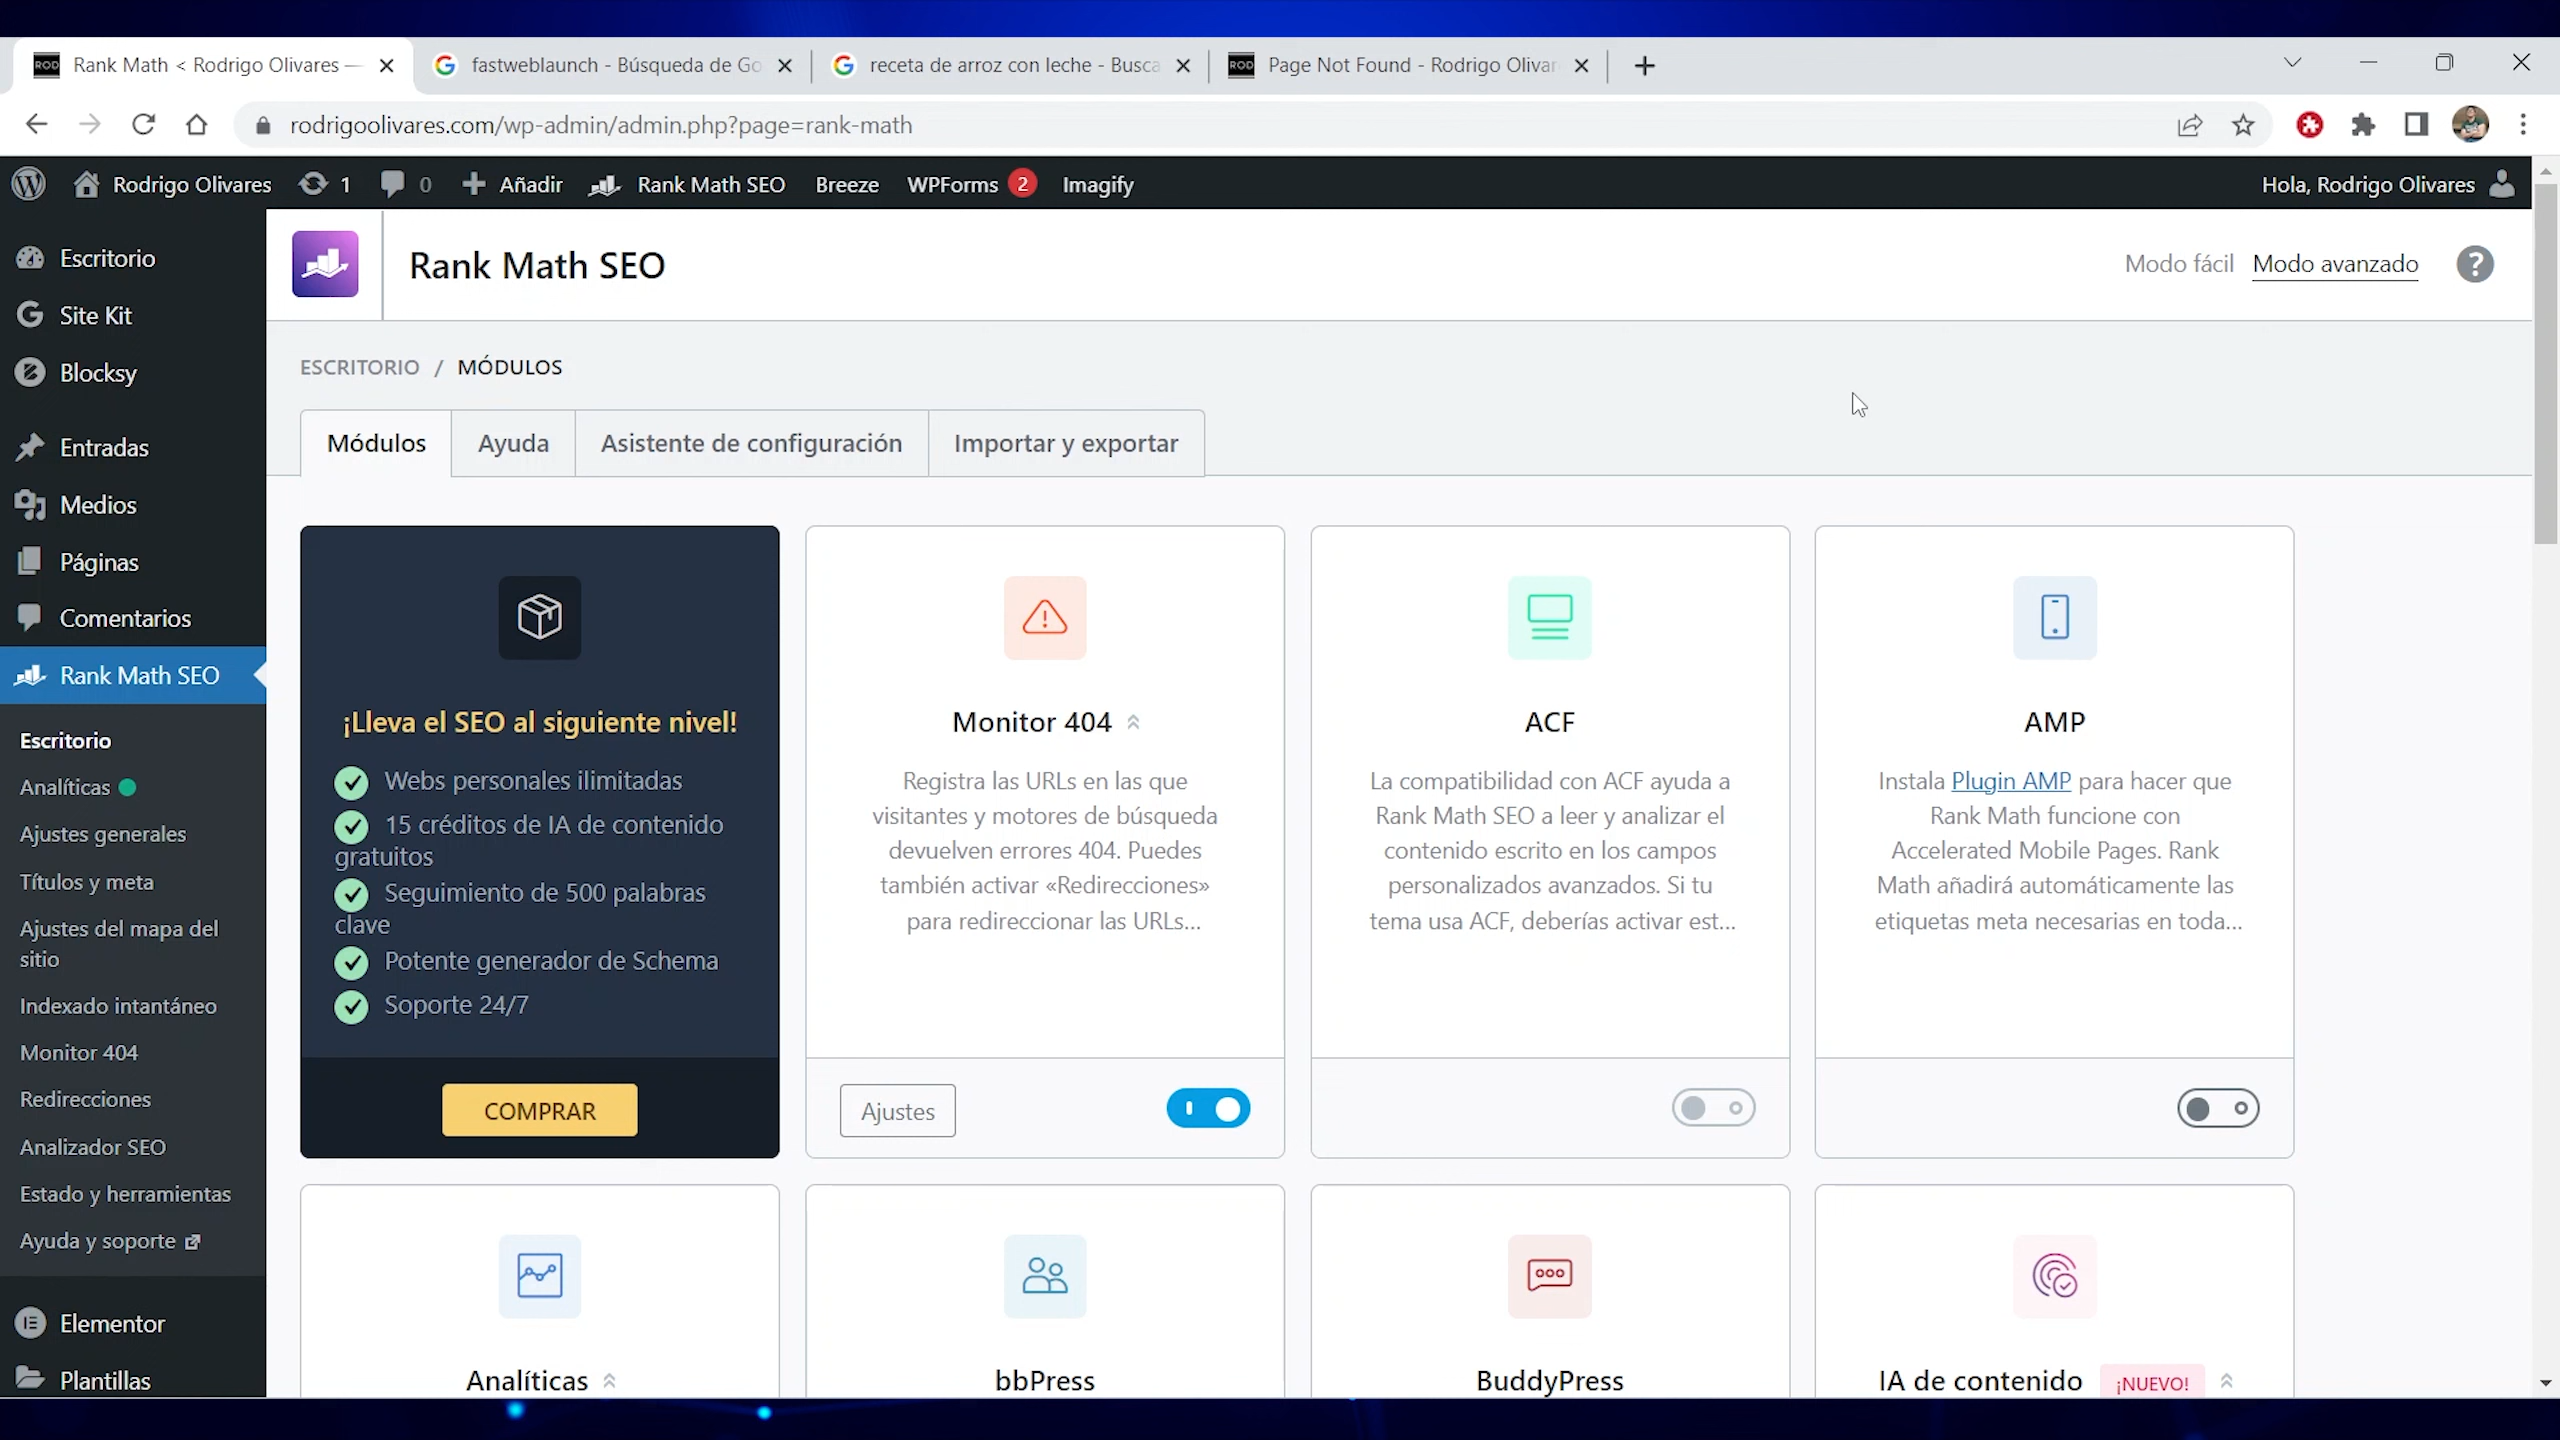 Rank Math < Rodrigo Olivares —
fastweblaunch - Búsqueda de Go
receta de arroz con leche - Busca
Page Not Found - Rodrigo Olivar
rodrigoolivares.com/wp-admin/admin.php?page=rank-math
Rodrigo Olivares 1 0 Añadir Rank Math SEO Breeze WPForms 2 Imagify Hola, Rodrigo Olivares
Escritorio
Site Kit
Blocksy
Entradas
Medios
Páginas
Comentarios
Rank Math SEO
Escritorio
Analíticas
Ajustes generales
Títulos y meta
Ajustes del mapa del
sitio
Indexado intantáneo
Monitor 404
Redirecciones
Analizador SEO
Estado y herramientas
Ayuda y soporte
Elementor
Plantillas
Rank Math SEO
Modo fácil Modo avanzado ?
ESCRITORIO / MÓDULOS
Módulos Ayuda Asistente de configuración Importar y exportar
¡Lleva el SEO al siguiente nivel!
Webs personales ilimitadas
15 créditos de IA de contenido
gratuitos
Seguimiento de 500 palabras
clave
Potente generador de Schema
Soporte 24/7
COMPRAR
Monitor 404
Registra las URLs en las que
visitantes y motores de búsqueda
devuelven errores 404. Puedes
también activar «Redirecciones»
para redireccionar las URLs...
Ajustes
ACF
La compatibilidad con ACF ayuda a
Rank Math SEO a leer y analizar el
contenido escrito en los campos
personalizados avanzados. Si tu
tema usa ACF, deberías activar est...
AMP
Instala Plugin AMP para hacer que
Rank Math funcione con
Accelerated Mobile Pages. Rank
Math añadirá automáticamente las
etiquetas meta necesarias en toda...
Analíticas
bbPress
BuddyPress
IA de contenido ¡NUEVO!